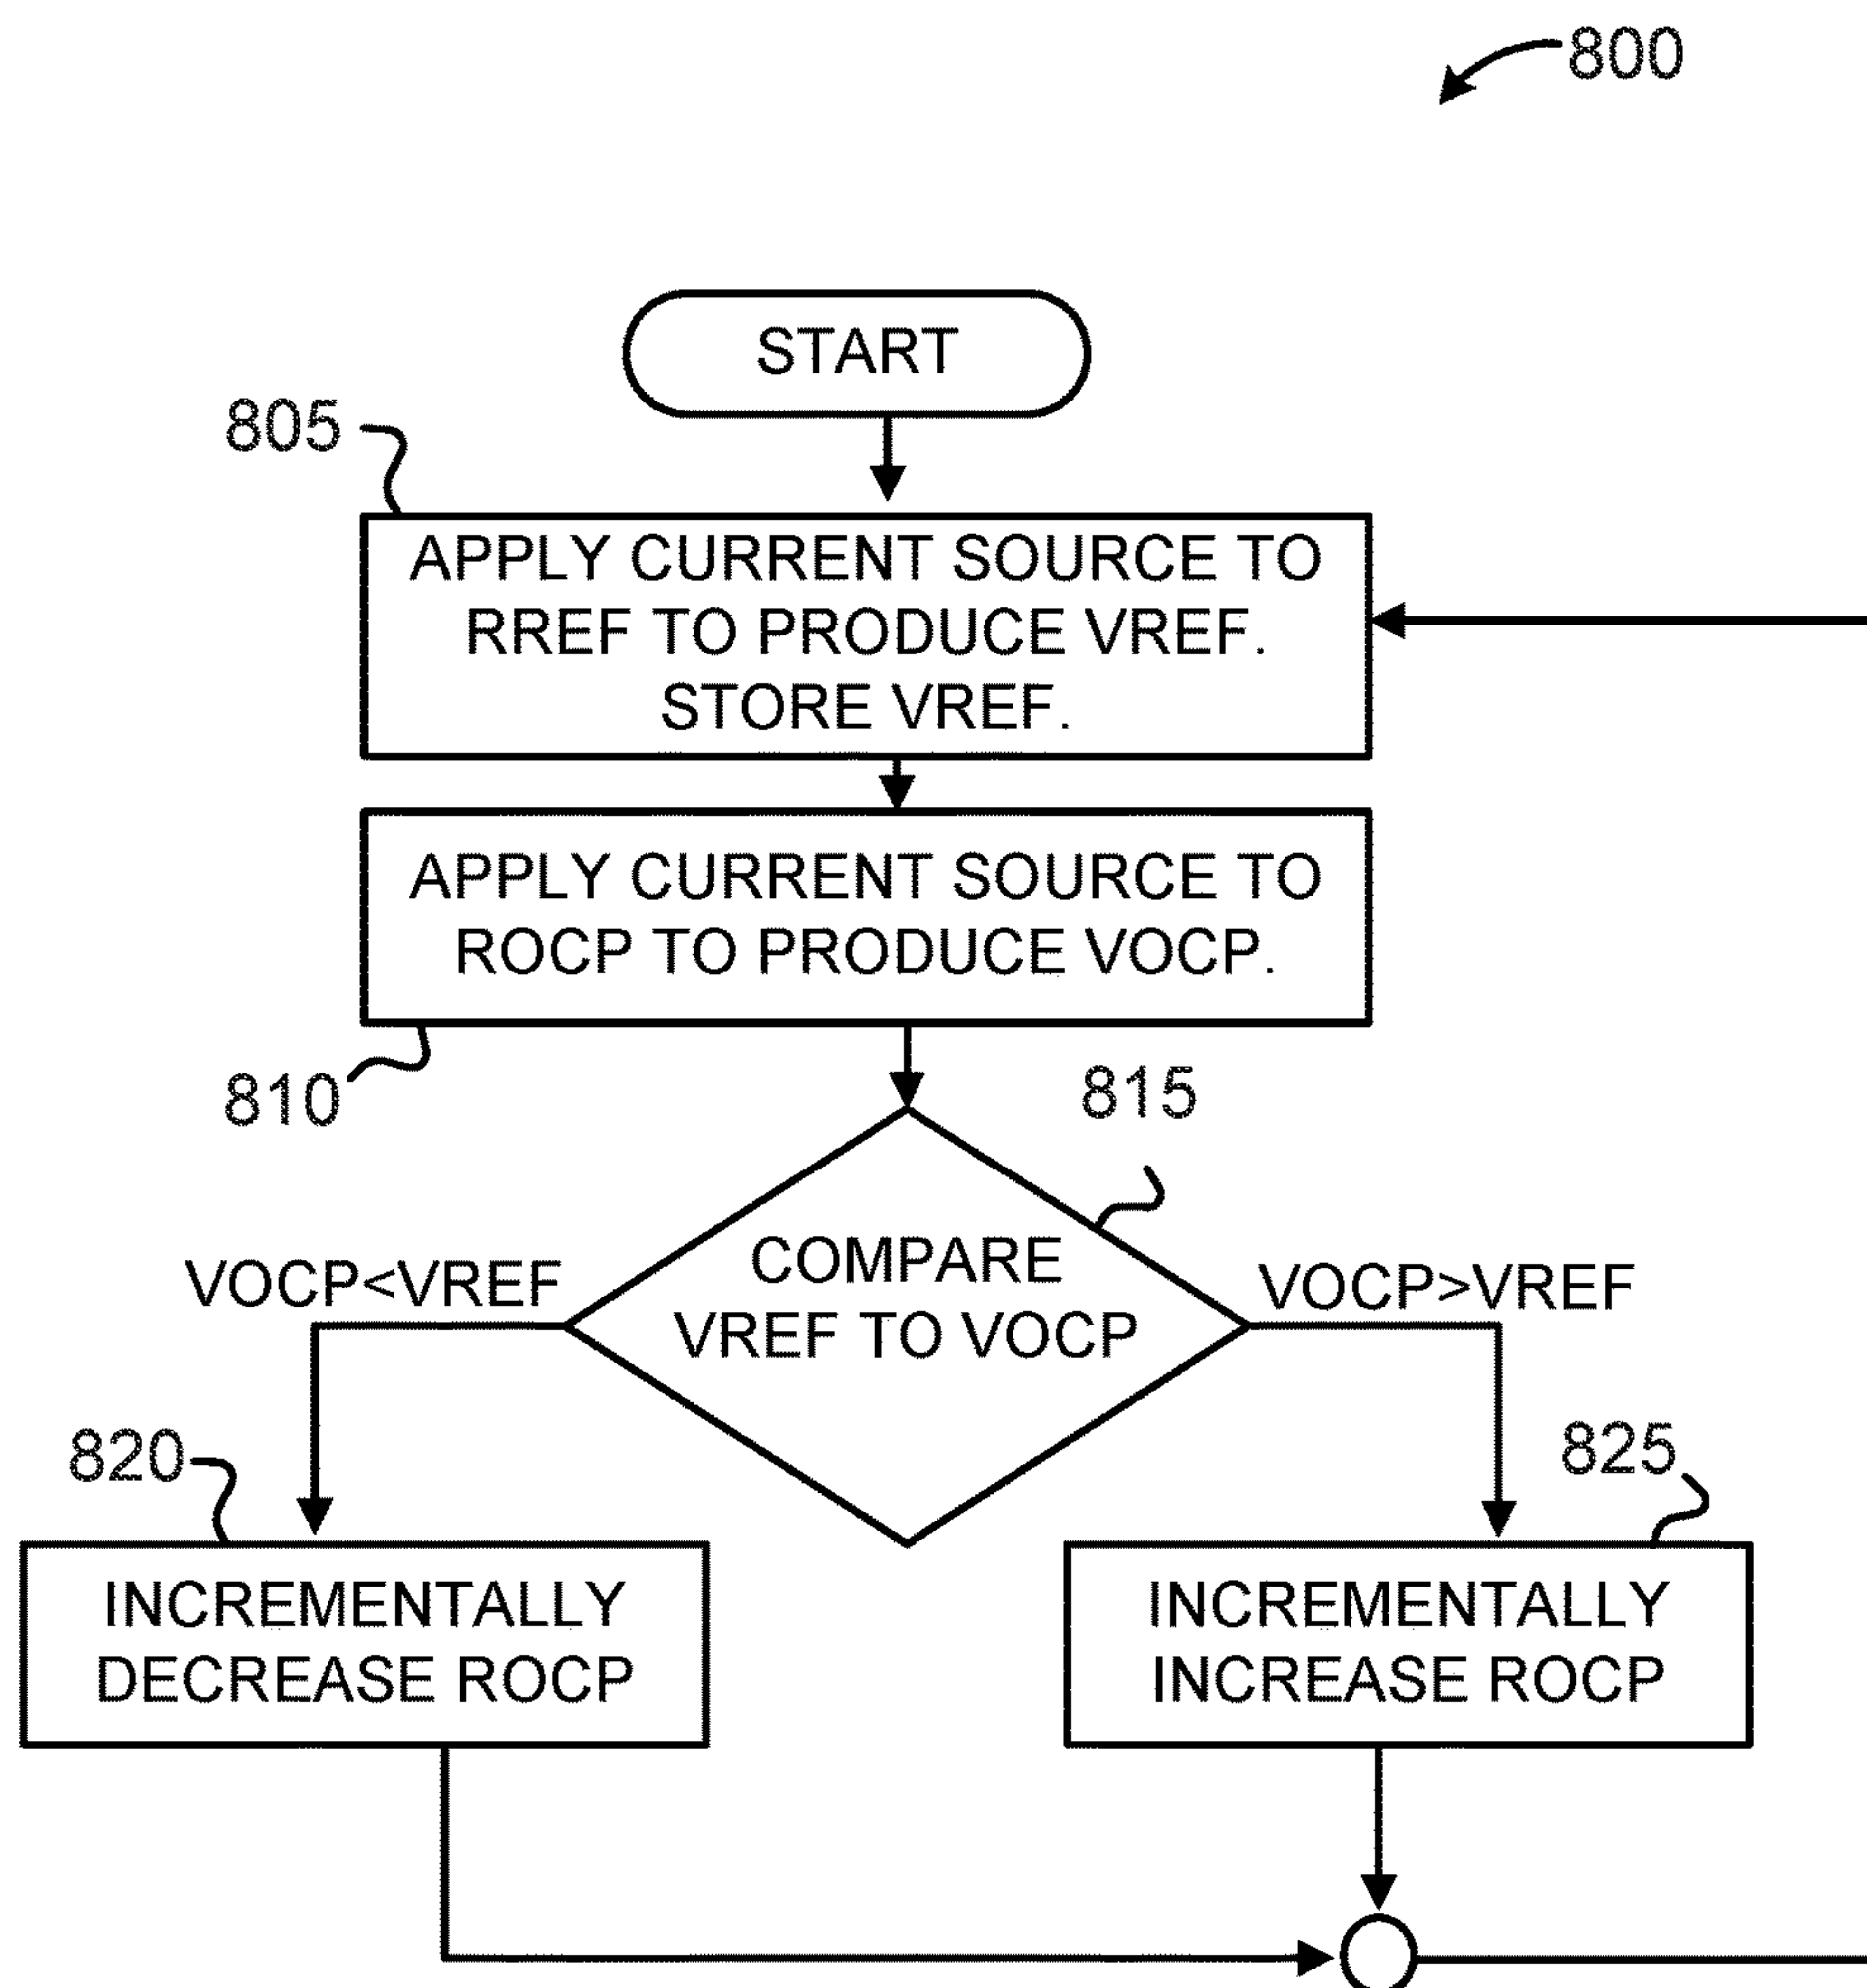 800
START
805
APPLY CURRENT SOURCE TO
RREF TO PRODUCE VREF.
STORE VREF.
APPLY CURRENT SOURCE TO
ROCP TO PRODUCE VOCP.
810
815
COMPARE
VREF TO VOCP
VOCP<VREF
VOCP>VREF
820
825
INCREMENTALLY
DECREASE ROCP
INCREMENTALLY
INCREASE ROCP